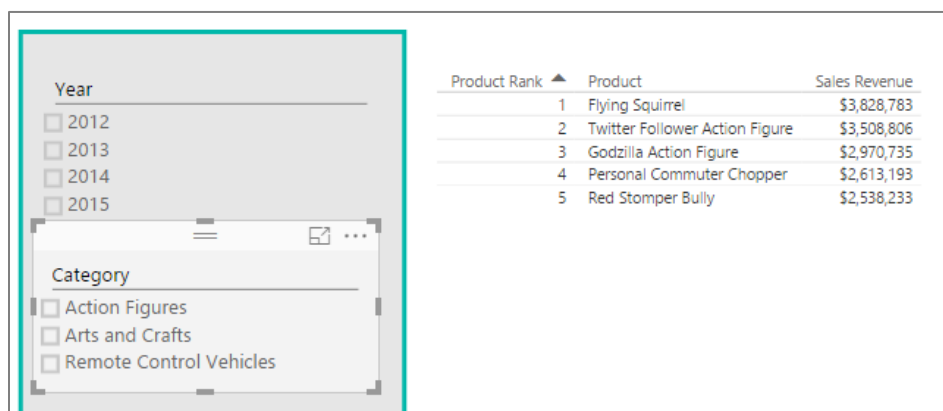 Year
2012
2013
2014
2015
Category
Action Figures
Arts and Crafts
Remote Control Vehicles
Product Rank Product Sales Revenue
1 Flying Squirrel $3,828,783
2 Twitter Follower Action Figure $3,508,806
3 Godzilla Action Figure $2,970,735
4 Personal Commuter Chopper $2,613,193
5 Red Stomper Bully $2,538,233